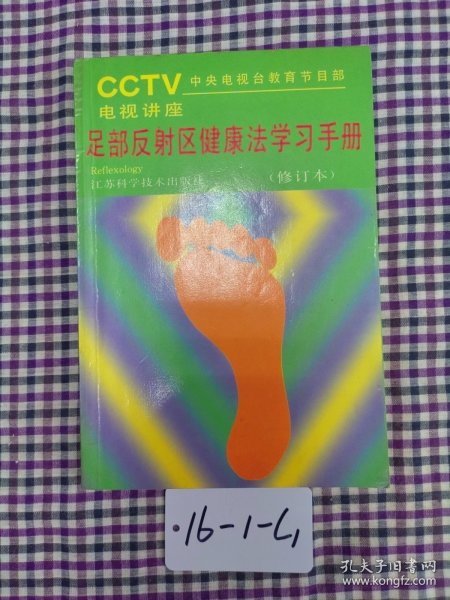 CCTV 中央电视台教育节目部
电视讲座
足部反射区健康法学习手册
Reflexology
江苏科学技术出版社 (修订本)
·16-1-L1
孔夫子旧书网
www.kongfz.com